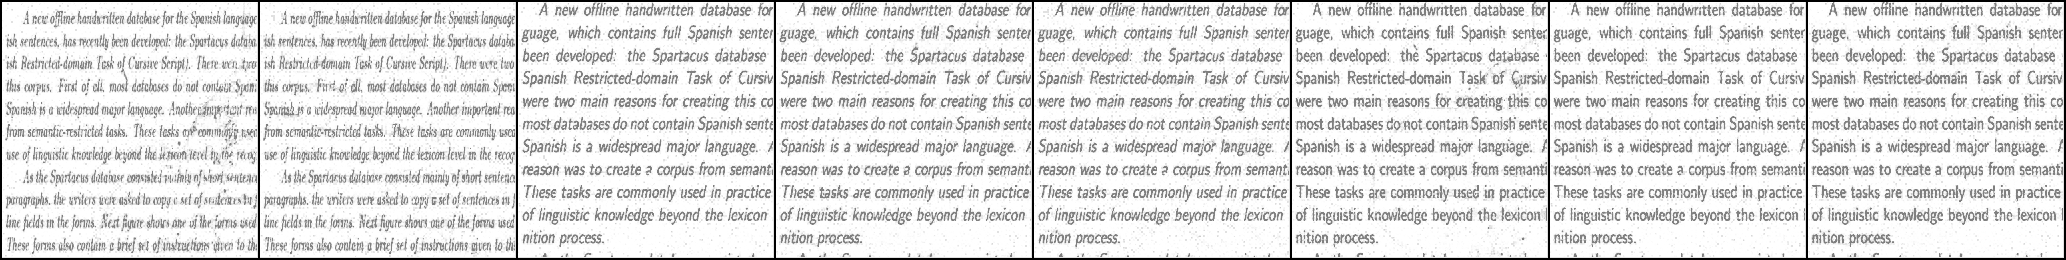 A new offline handwritten database for the Spanish language
ish sentences, has recently been developed: the Spartacus databa
ish Restricted-domain Task of Cursive Script). There were two
this corpus. First of all, most databases do not contain Span
Spanish is a widespread major language. Another important rea
from semantic-restricted tasks. These tasks are commonly used
use of linguistic knowledge beyond the lexicon level in the recog
As the Spartacus database consisted mainly of short sentence
paragraphs, the writers were asked to copy a set of sentences in f
line fields in the forms. Next figure shows one of the forms used
These forms also contain a brief set of instructions given to th
A new offline handwritten database for the Spanish language
ish sentences, has recently been developed: the Spartacus databa
ish Restricted-domain Task of Cursive Script). There were two
this corpus. First of all, most databases do not contain Spani
Spanish is a widespread major language. Another important rea
from semantic-restricted tasks. These tasks are commonly used
use of linguistic knowledge beyond the lexicon level in the recog
As the Spartacus database consisted mainly of short sentence
paragraphs, the writers were asked to copy a set of sentences in f
line fields in the forms. Next figure shows one of the forms used
These forms also contain a brief set of instructions given to th
A new offline handwritten database for
guage, which contains full Spanish senten
been developed: the Spartacus database
Spanish Restricted-domain Task of Cursiv
were two main reasons for creating this co
most databases do not contain Spanish sente
Spanish is a widespread major language. A
reason was to create a corpus from semanti
These tasks are commonly used in practice
of linguistic knowledge beyond the lexicon
nition process.
A new offline handwritten database for
guage, which contains full Spanish senten
been developed: the Spartacus database
Spanish Restricted-domain Task of Cursiv
were two main reasons for creating this co
most databases do not contain Spanish sente
Spanish is a widespread major language. A
reason was to create a corpus from semanti
These tasks are commonly used in practice
of linguistic knowledge beyond the lexicon
nition process.
A new offline handwritten database for
guage, which contains full Spanish senten
been developed: the Spartacus database
Spanish Restricted-domain Task of Cursiv
were two main reasons for creating this co
most databases do not contain Spanish sente
Spanish is a widespread major language. A
reason was to create a corpus from semanti
These tasks are commonly used in practice
of linguistic knowledge beyond the lexicon
nition process.
A new offline handwritten database for
guage, which contains full Spanish senten
been developed: the Spartacus database
Spanish Restricted-domain Task of Cursiv
were two main reasons for creating this co
most databases do not contain Spanish sente
Spanish is a widespread major language. A
reason was to create a corpus from semanti
These tasks are commonly used in practice
of linguistic knowledge beyond the lexicon
nition process.
A new offline handwritten database for
guage, which contains full Spanish senten
been developed: the Spartacus database
Spanish Restricted-domain Task of Cursiv
were two main reasons for creating this co
most databases do not contain Spanish sente
Spanish is a widespread major language. A
reason was to create a corpus from semanti
These tasks are commonly used in practice
of linguistic knowledge beyond the lexicon
nition process.
A new offline handwritten database for
guage, which contains full Spanish senten
been developed: the Spartacus database
Spanish Restricted-domain Task of Cursiv
were two main reasons for creating this co
most databases do not contain Spanish sente
Spanish is a widespread major language. A
reason was to create a corpus from semanti
These tasks are commonly used in practice
of linguistic knowledge beyond the lexicon
nition process.